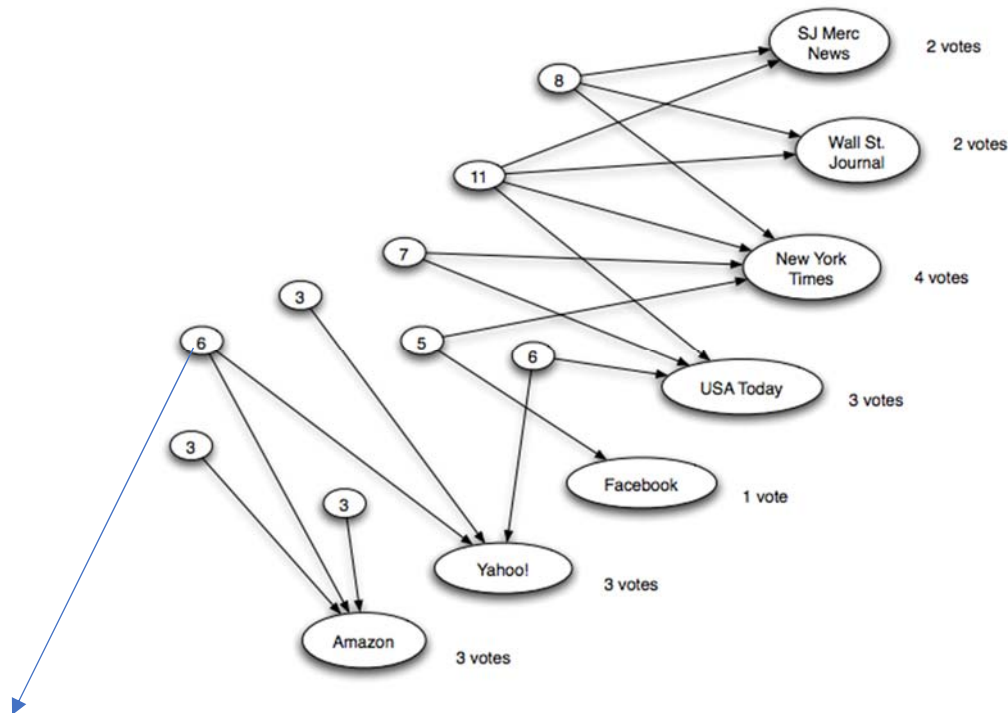 SJ Merc
News
2 votes
8
Wall St.
Journal
2 votes
11
7
New York
Times
4 votes
3
6
5
6
USA Today
3 votes
3
Facebook
1 vote
3
Yahoo!
3 votes
Amazon
3 votes